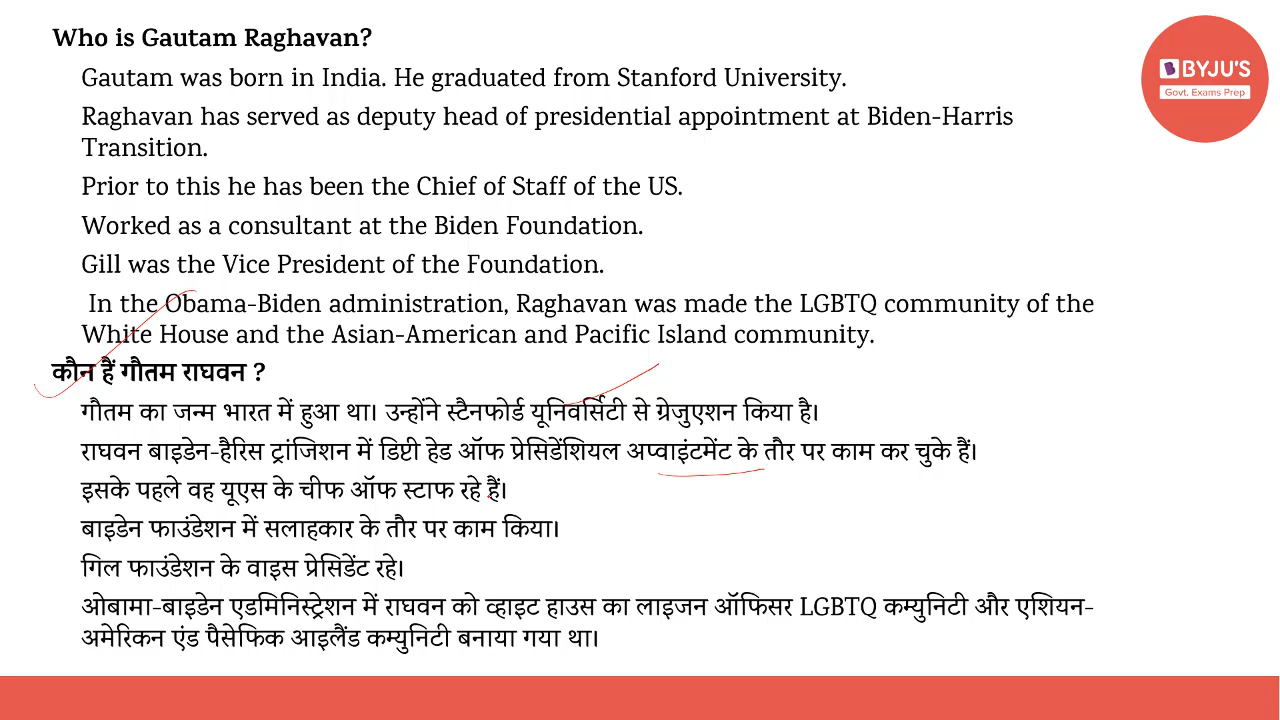 Who is Gautam Raghavan?
BYJU'S
Govt. Exams Prep
Gautam was born in India. He graduated from Stanford University.
Raghavan has served as deputy head of presidential appointment at Biden-Harris
Transition.
Prior to this he has been the Chief of Staff of the US.
Worked as a consultant at the Biden Foundation.
Gill was the Vice President of the Foundation.
In the Obama-Biden administration, Raghavan was made the LGBTQ community of the
White House and the Asian-American and Pacific Island community.
कौन हैं गौतम राघवन ?
गौतम का जन्म भारत में हुआ था। उन्होंने स्टैनफोर्ड यूनिवर्सिटी से ग्रेजुएशन किया है।
राघवन बाइडेन-हैरिस ट्रांजिशन में डिप्टी हेड ऑफ प्रेसिडेंशियल अप्वाइंटमेंट के तौर पर काम कर चुके हैं।
इसके पहले वह यूएस के चीफ ऑफ स्टाफ रहे हैं।
बाइडेन फाउंडेशन में सलाहकार के तौर पर काम किया।
गिल फाउंडेशन के वाइस प्रेसिडेंट रहे।
ओबामा-बाइडेन एडमिनिस्ट्रेशन में राघवन को व्हाइट हाउस का लाइजन ऑफिसर LGBTQ कम्युनिटी और एशियन-
अमेरिकन एंड पैसेफिक आइलैंड कम्युनिटी बनाया गया था।